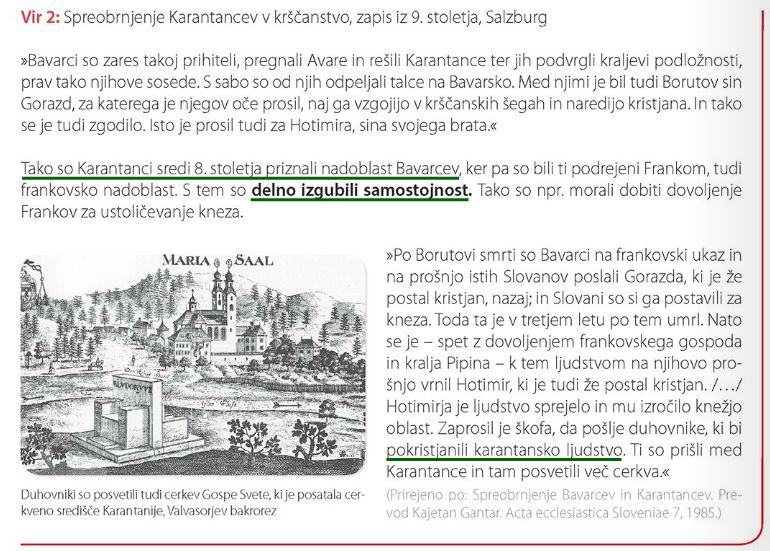 Vir 2: Spreobrnjenje Karantancev v krščanstvo, zapis iz 9. stoletja, Salzburg
»Bavarci so zares takoj prihiteli, pregnali Avare in rešili Karantance ter jih podvrgli kraljevi podložnosti,
prav tako njihove sosede. S sabo so od njih odpeljali talce na Bavarsko. Med njimi je bil tudi Borutov sin
Gorazd, za katerega je njegov oče prosil, naj ga vzgojijo v krščanskih šegah in naredijo kristjana. In tako
se je tudi zgodilo. Isto je prosil tudi za Hotimira, sina svojega brata.«
Tako so Karantanci sredi 8. stoletja priznali nadoblast Bavarcev, ker pa so bili ti podrejeni Frankom, tudi
frankovsko nadoblast. S tem so delno izgubili samostojnost. Tako so npr. morali dobiti dovoljenje
Frankov za ustoličevanje kneza.
MARIA SAAL
»Po Borutovi smrti so Bavarci na frankovski ukaz in
na prošnjo istih Slovanov poslali Gorazda, ki je že
postal kristjan, nazaj; in Slovani so si ga postavili za
kneza. Toda ta je v tretjem letu po tem umrl. Nato
se je – spet z dovoljenjem frankovskega gospoda
in kralja Pipina – k tem ljudstvom na njihovo pro-
šnjo vrnil Hotimir, ki je tudi že postal kristjan. /…/
Hotimirja je ljudstvo sprejelo in mu izročilo knežjo
oblast. Zaprosil je škofa, da pošlje duhovnike, ki bi
pokristjanili karantansko ljudstvo. Ti so prišli med
Karantance in tam posvetili več cerkva.«
(Prirejeno po: Spreobrnjenje Bavarcev in Karantancev. Pre-
vod Kajetan Gantar. Acta ecclesiastica Sloveniae 7, 1985.)
Duhovniki so posvetili tudi cerkev Gospe Svete, ki je posatala cer-
kveno središče Karantanije, Valvasorjev bakrorez